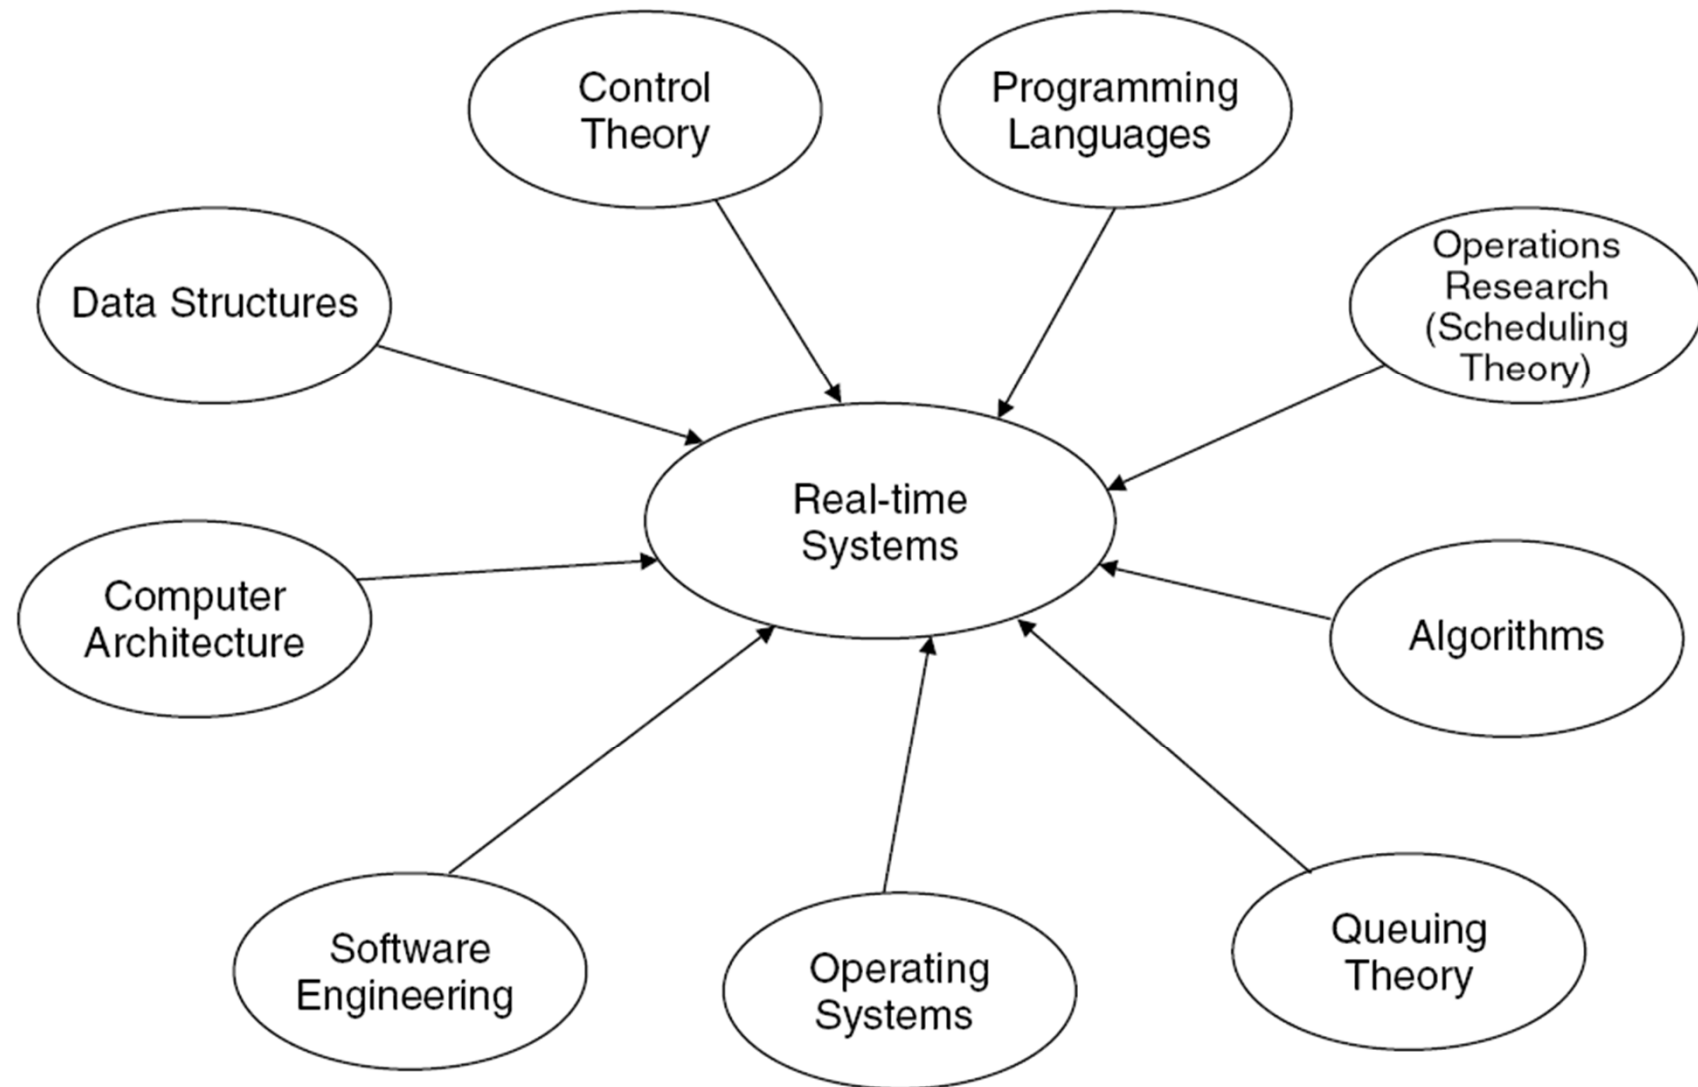 Control
Theory
Programming
Languages
Data Structures
Operations
Research
(Scheduling
Theory)
Real-time
Systems
Computer
Architecture
Algorithms
Software
Engineering
Operating
Systems
Queuing
Theory